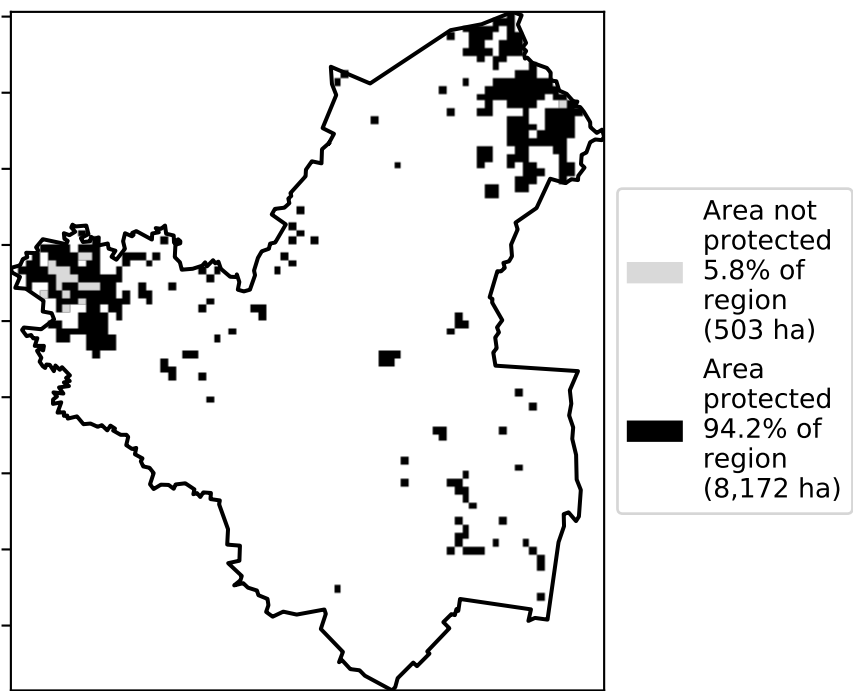 Area not
protected
5.8% of
region
(503 ha)
Area
protected
94.2% of
region
(8,172 ha)